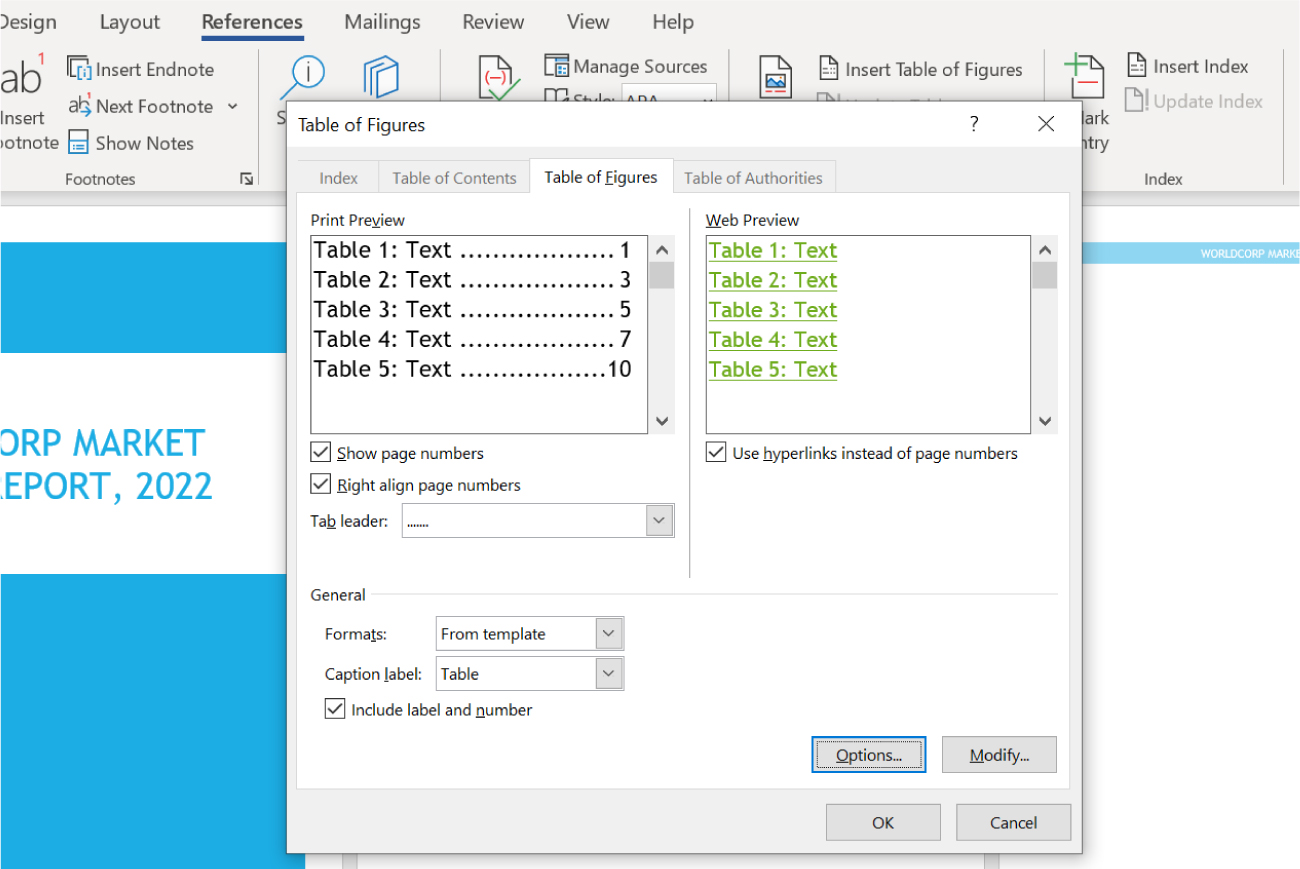 Design Layout References Mailings Review View Help
ab1 Insert Endnote Manage Sources Insert Table of Figures Insert Index
ab1 Next Footnote Update Index
Insert
Show Notes
Footnotes Index
Table of Figures ?
Index Table of Contents Table of Figures Table of Authorities
Print Preview Web Preview
Table 1: Text .................. 1
Table 2: Text .................. 3
Table 3: Text .................. 5
Table 4: Text .................. 7
Table 5: Text ..................10
Table 1: Text
Table 2: Text
Table 3: Text
Table 4: Text
Table 5: Text
Show page numbers
Use hyperlinks instead of page numbers
Right align page numbers
Tab leader: .......
General
Formats: From template
Caption label: Table
Include label and number
Options... Modify...
OK Cancel
WORLDCORP MARKE
ORP MARKET
EPORT, 2022